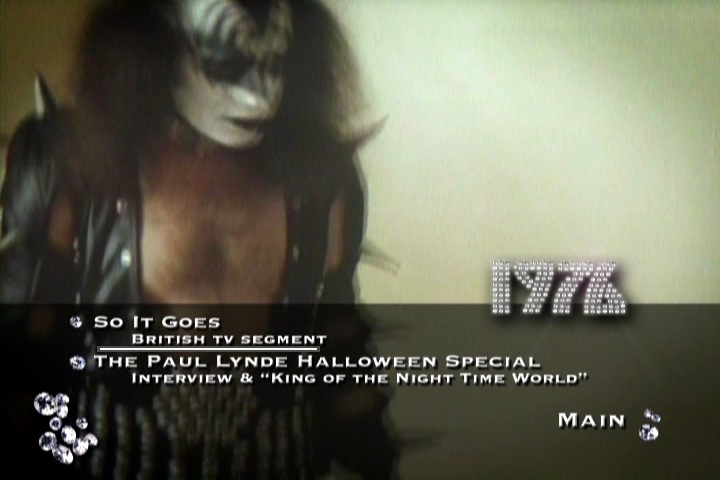 1976
So It Goes
British TV segment
The Paul Lynde Halloween Special
Interview & “King of the Night Time World”
Main